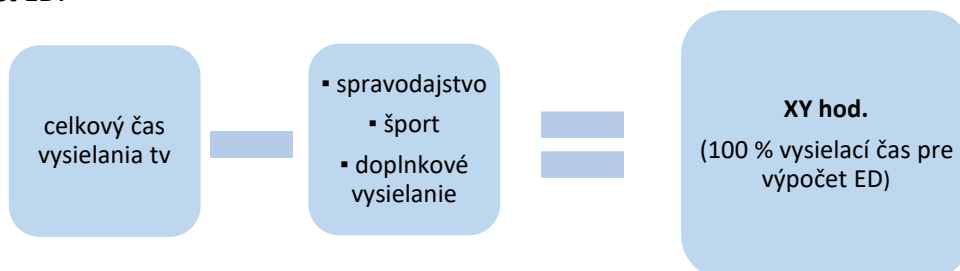 celkový čas
vysielania tv
▪ spravodajstvo
▪ šport
▪ doplnkové
vysielanie
XY hod.
(100 % vysielací čas pre
výpočet ED)